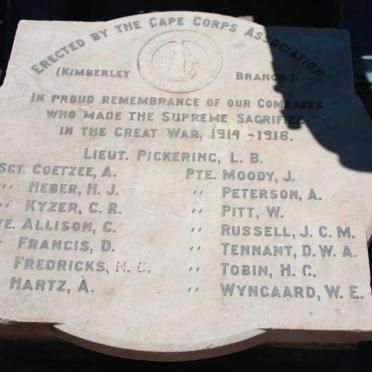 ERECTED BY THE CAPE CORPS ASSOCIATION,
(KIMBERLEY BRANCH)
IN PROUD REMEMBRANCE OF OUR COMRADES
WHO MADE THE SUPREME SACRIFICE
IN THE GREAT WAR, 1914-1918.
LIEUT. PICKERING, L. B.
SGT. COETZEE, A.
" HEBER, H. J.
" KYZER, C. R.
PTE. ALLISON, C.
" FRANCIS, D.
FREDRICKS, H. C.
HARTZ, A.
PTE. MOODY, J.
" PETERSON, A.
" PITT, W.
" RUSSELL, J. C. M.
" TENNANT, D. W. A.
" TOBIN, H. C.
" WYNGAARD, W. E.